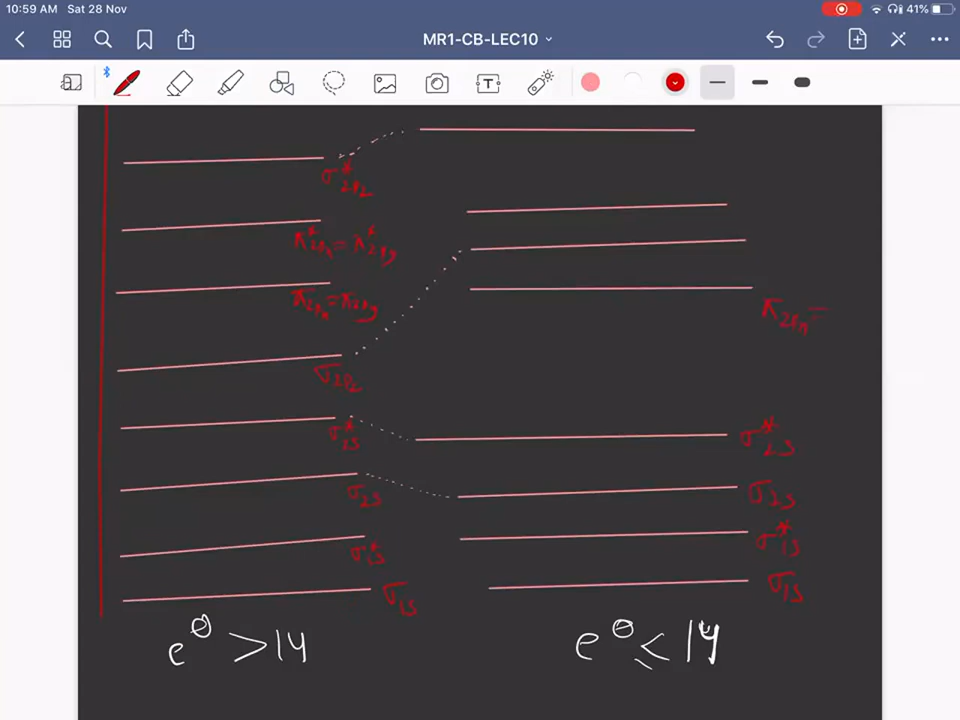 10:59 AM Sat 28 Nov
41%
MR1-CB-LEC10
σ*2pz
π*2px = π*2py
π2px = π2py
π2px =
σ2pz
σ*1s
σ*2s
σ2s
σ2s
σ*1s
σ*1s
σ1s
σ1s
e⊖ > 14
e⊖ ≤ 14